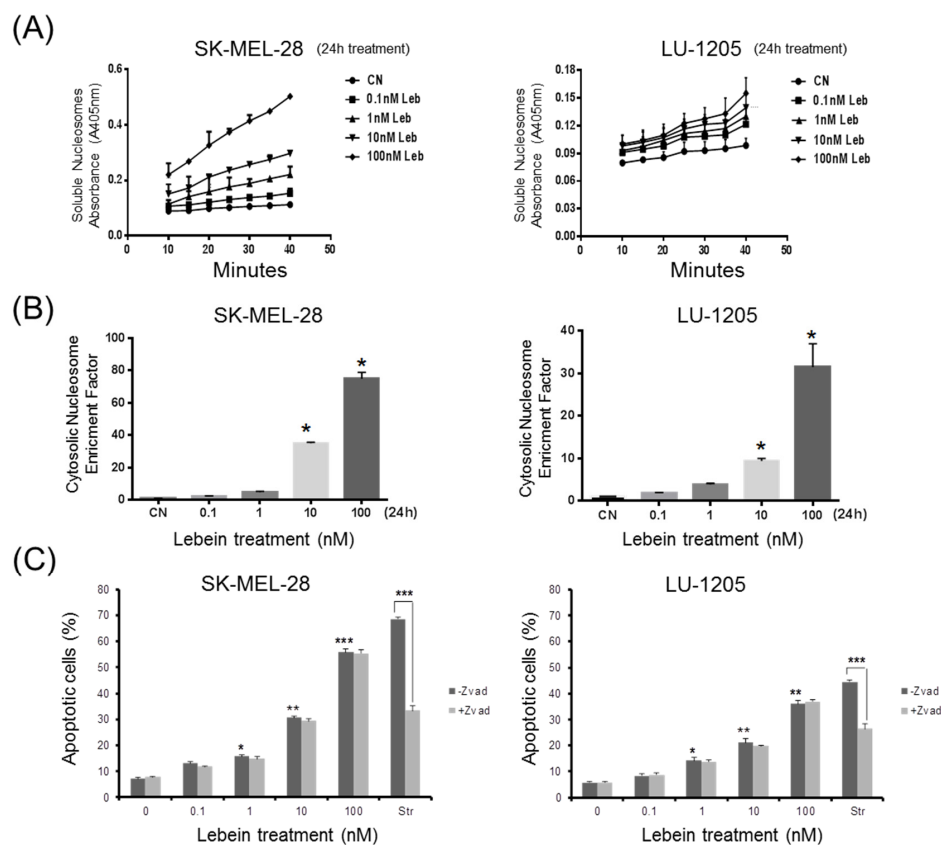 (A)
SK-MEL-28 (24h treatment)
Soluble Nucleosomes
Absorbance (A405nm)
0.6
0.4
0.2
0.0
0 10 20 30 40 50
Minutes
CN
0.1nM Leb
1nM Leb
10nM Leb
100nM Leb
LU-1205 (24h treatment)
Soluble Nucleosomes
Absorbance (A405nm)
0.18
0.15
0.12
0.09
0.06
0.03
0.00
0 10 20 30 40 50
Minutes
CN
0.1nM Leb
1nM Leb
10nM Leb
100nM Leb
(B)
SK-MEL-28
Cytosolic Nucleosome
Enricment Factor
100
80
60
40
20
0
* *
CN 0.1 1 10 100 (24h)
Lebein treatment (nM)
LU-1205
Cytosolic Nucleosome
Enricment Factor
40
30
20
10
0
* *
CN 0.1 1 10 100 (24h)
Lebein treatment (nM)
(C)
SK-MEL-28
Apoptotic cells (%)
80
70
60
50
40
30
20
10
0
* ** *** ***
0 0.1 1 10 100 Str
Lebein treatment (nM)
-Zvad
+Zvad
LU-1205
Apoptotic cells (%)
80
70
60
50
40
30
20
10
0
* ** ** ***
0 0.1 1 10 100 Str
Lebein treatment (nM)
-Zvad
+Zvad